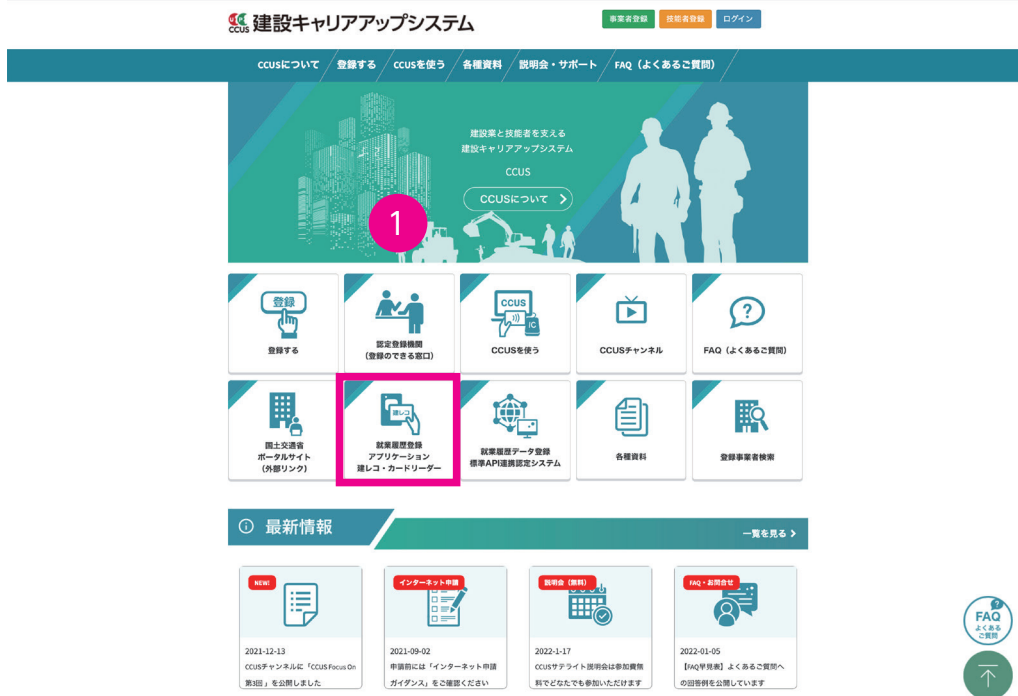 CCUS 建設キャリアアップシステム
事業者登録 技能者登録 ログイン
CCUSについて 登録する CCUSを使う 各種資料 説明会・サポート FAQ（よくあるご質問）
建設業と技能者を支える
建設キャリアアップシステム
CCUS
CCUSについて
1
登録
登録する
認定登録機関
（登録のできる窓口）
CCUS
IC
CCUSを使う
CCUSチャンネル
?
FAQ（よくあるご質問）
国土交通省
ポータルサイト
（外部リンク）
建レコ
就業履歴登録
アプリケーション
建レコ・カードリーダー
就業履歴データ登録
標準API連携認定システム
各種資料
登録事業者検索
最新情報
一覧を見る
NEW!
2021-12-13
CCUSチャンネルに「CCUS Focus On
第3回」を公開しました
インターネット申請
2021-09-02
申請前には「インターネット申請
ガイダンス」をご確認ください
説明会（無料）
2022-1-17
CCUSサテライト説明会は参加費無
料でどなたでも参加いただけます
FAQ・お問合せ
2022-01-05
【FAQ早見表】よくあるご質問へ
の回答例を公開しています
?
FAQ
よくある
ご質問